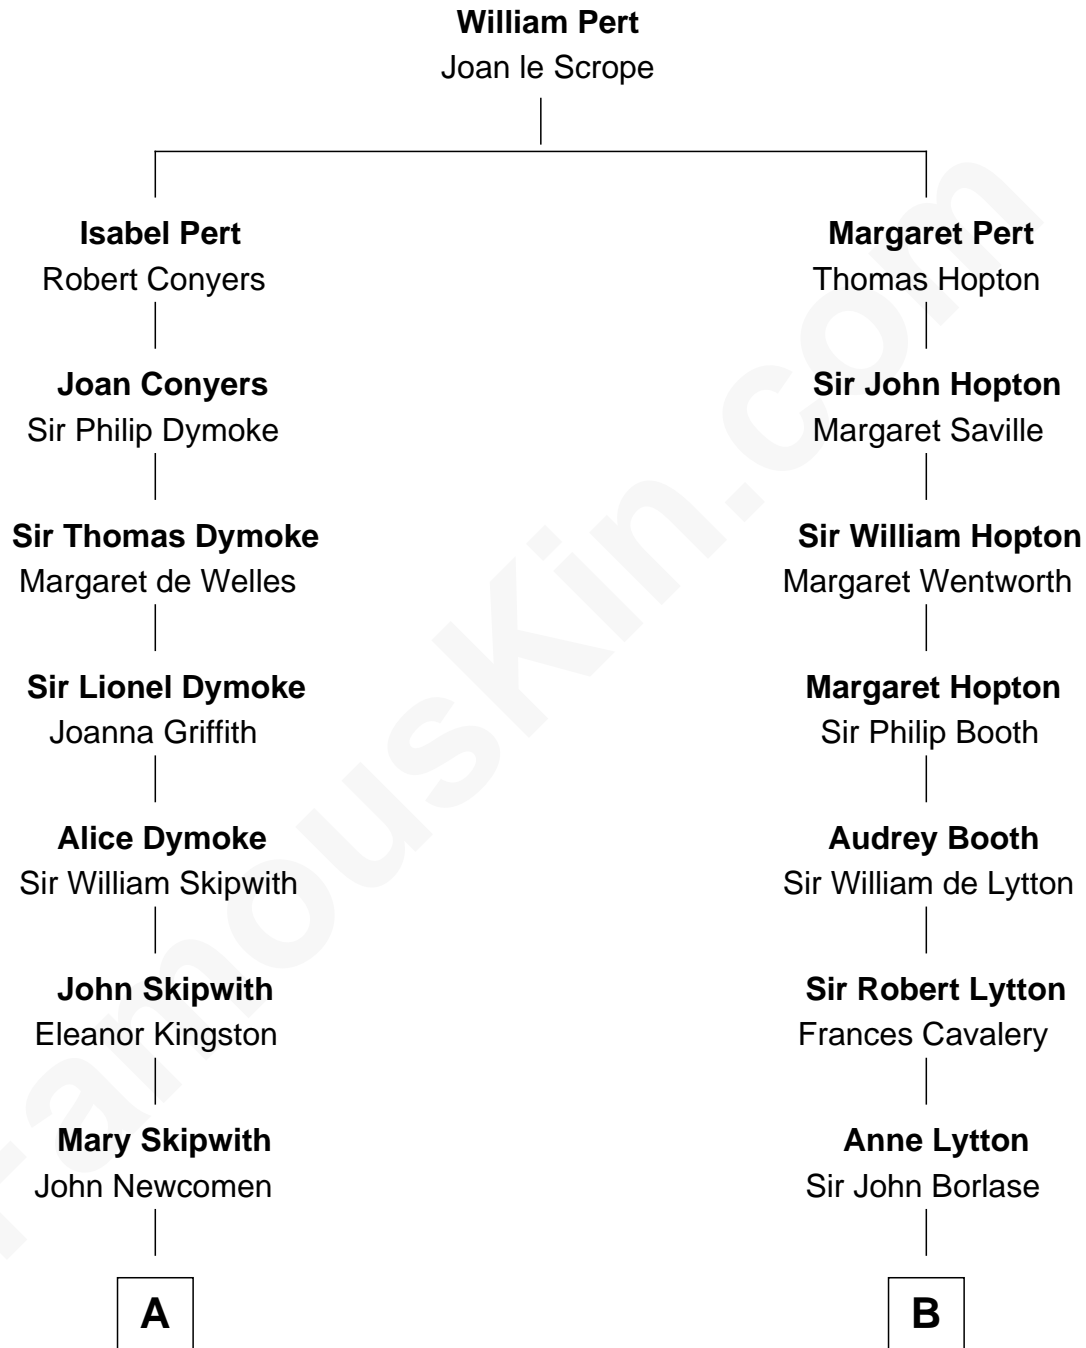 William Pert
Joan le Scrope
Isabel Pert
Robert Conyers
Margaret Pert
Thomas Hopton
Joan Conyers
Sir Philip Dymoke
Sir John Hopton
Margaret Saville
Sir Thomas Dymoke
Margaret de Welles
Sir William Hopton
Margaret Wentworth
Sir Lionel Dymoke
Joanna Griffith
Margaret Hopton
Sir Philip Booth
Alice Dymoke
Sir William Skipwith
Audrey Booth
Sir William de Lytton
John Skipwith
Eleanor Kingston
Sir Robert Lytton
Frances Cavalery
Mary Skipwith
John Newcomen
Anne Lytton
Sir John Borlase
A
B
FamousKin.com